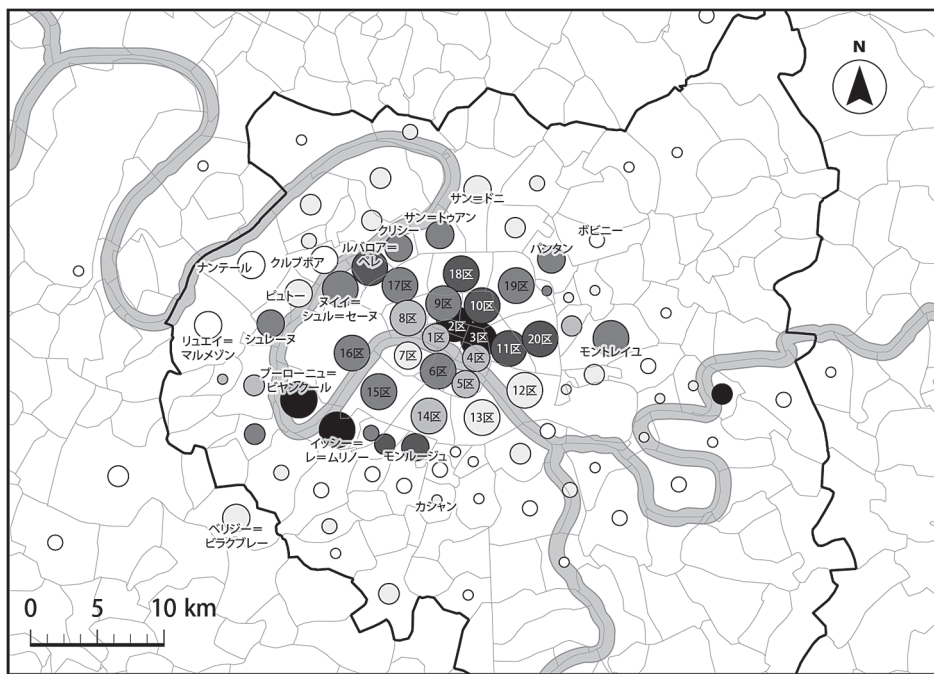 N
サン=ドニ
サン=トゥアン
クリシー
ボビニー
ルバロア=
ペレ
パンタン
ナンテール
クルブボア
18区
17区
19区
ピュトー
ヌイイ=
シュル=セーヌ
9区
10区
8区
2区
シュレーヌ
リュエイ=
マルメゾン
1区
3区
11区
20区
モントレイユ
16区
7区
4区
ブーローニュ=
ビヤンクール
6区
5区
15区
12区
14区
13区
イッシー=
レ=ムリノー
モンルージュ
カシャン
ベリジー=
ビラクブレー
0 5 10 km